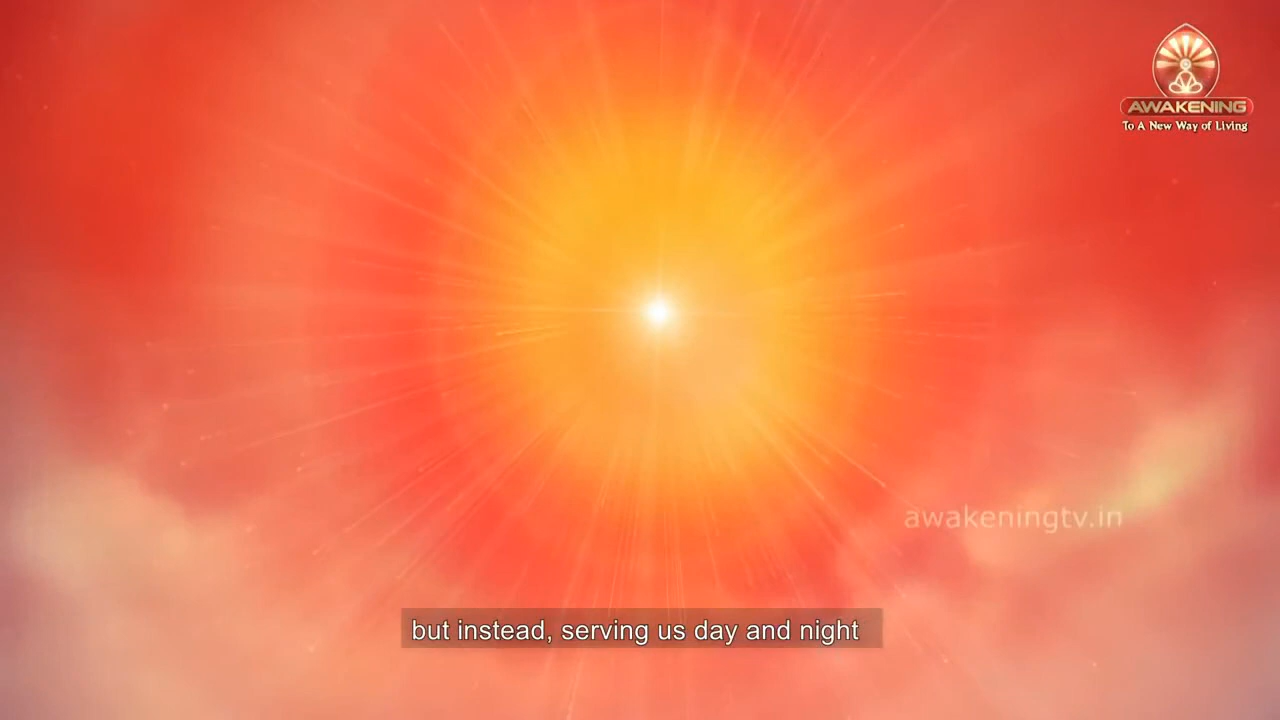 AWAKENING
To A New Way of Living
awakeningtv.in
but instead, serving us day and night